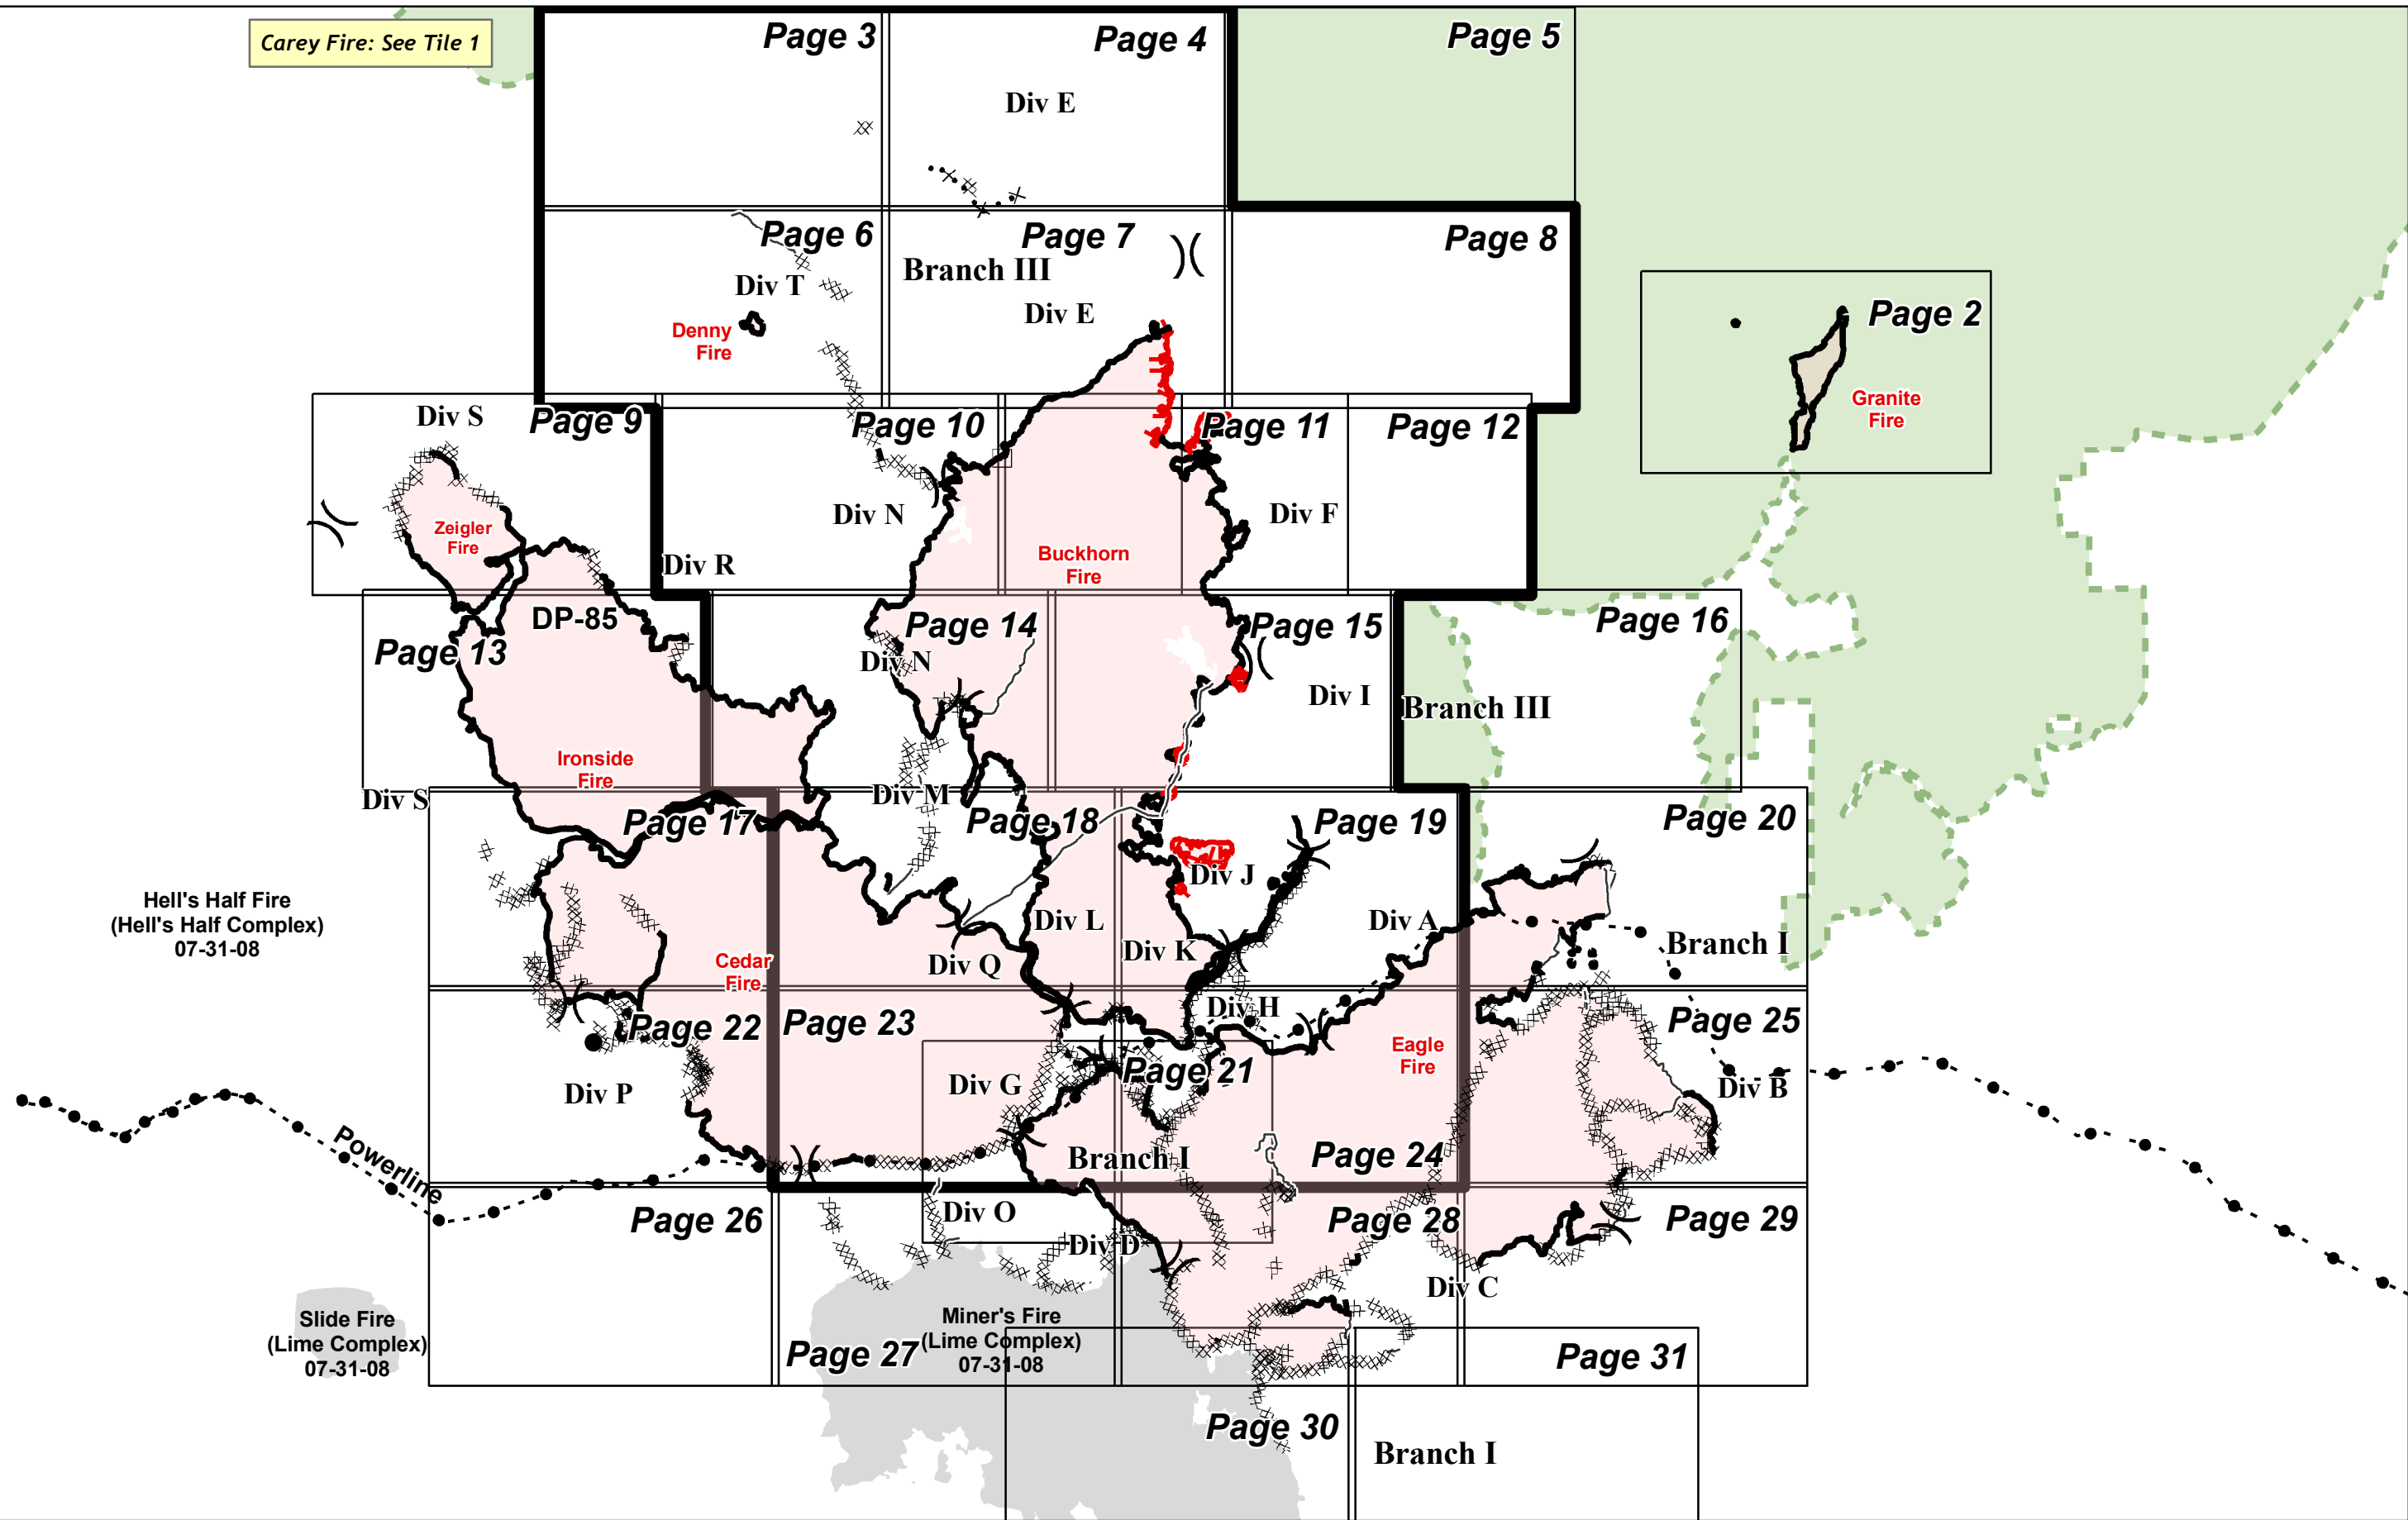 Carey Fire: See Tile 1
Page 3
Page 4
Page 5
Div E
Page 6
Page 7
Page 8
Branch III
Div T
Div E
Denny
Fire
Page 2
Granite
Fire
Div S
Page 9
Page 10
Page 11
Page 12
Zeigler
Fire
Div N
Div F
Div R
Buckhorn
Fire
DP-85
Page 13
Page 14
Page 15
Page 16
Div N
Div I
Branch III
Ironside
Fire
Div S
Div M
Page 17
Page 18
Page 19
Page 20
Div J
Hell's Half Fire
(Hell's Half Complex)
07-31-08
Div L
Div A
Div K
Branch I
Cedar
Fire
Div Q
Div H
Page 22
Page 23
Page 25
Eagle
Fire
Page 21
Div G
Div P
Div B
Powerline
Branch I
Page 24
Page 26
Div O
Page 28
Page 29
Div D
Div C
Slide Fire
(Lime Complex)
07-31-08
Miner's Fire
(Lime Complex)
07-31-08
Page 27
Page 31
Page 30
Branch I